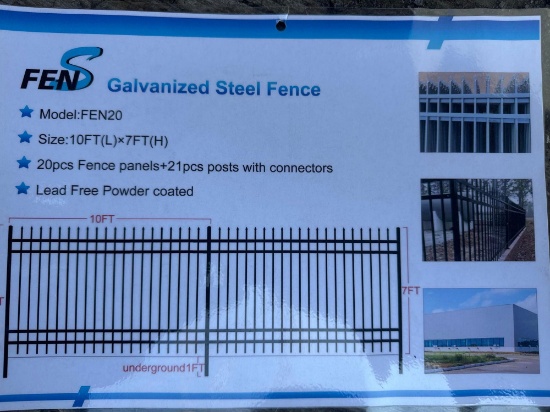 FENS
Galvanized Steel Fence
Model:FEN20
Size:10FT(L)×7FT(H)
20pcs Fence panels+21pcs posts with connectors
Lead Free Powder coated
10FT
7FT
underground1FT